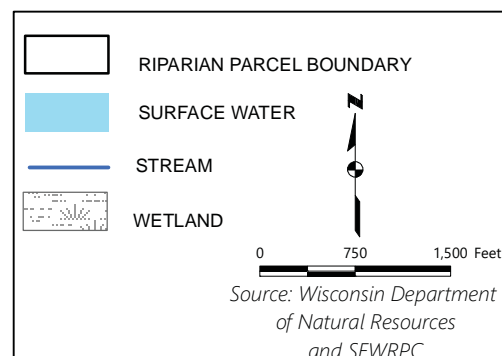 RIPARIAN PARCEL BOUNDARY
SURFACE WATER
STREAM
WETLAND
N
0 750 1,500 Feet
Source: Wisconsin Department
of Natural Resources
and SEWRPC